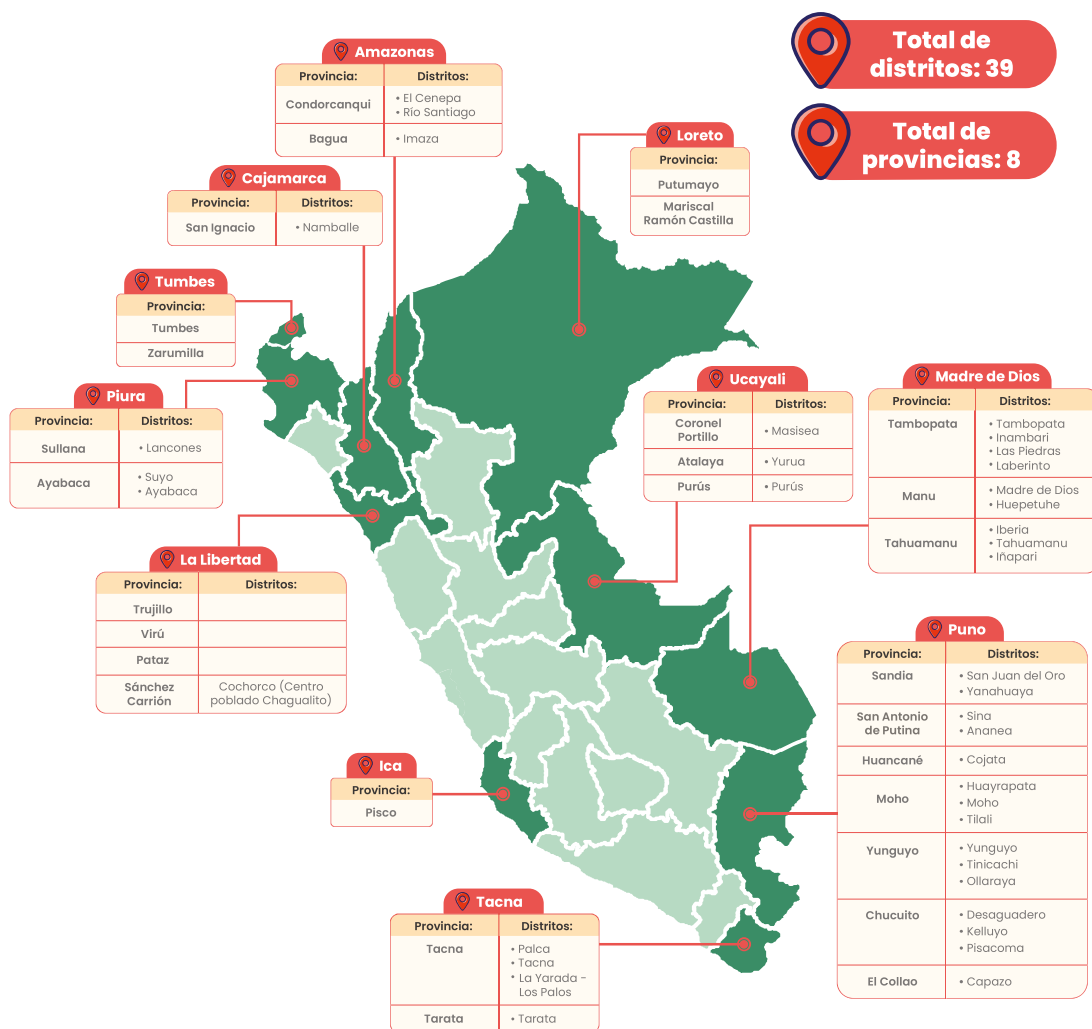 Total de
distritos: 39
Total de
provincias: 8
Amazonas
Provincia: Distritos:
Condorcanqui
• El Cenepa
• Río Santiago
Bagua • Imaza
Loreto
Provincia:
Putumayo
Mariscal
Ramón Castilla
Cajamarca
Provincia: Distritos:
San Ignacio • Namballe
Tumbes
Provincia:
Tumbes
Zarumilla
Piura
Provincia: Distritos:
Sullana • Lancones
Ayabaca
• Suyo
• Ayabaca
Ucayali
Provincia: Distritos:
Coronel
Portillo
• Masisea
Atalaya • Yurua
Purús • Purús
Madre de Dios
Provincia: Distritos:
Tambopata
• Tambopata
• Inambari
• Las Piedras
• Laberinto
Manu
• Madre de Dios
• Huepetuhe
Tahuamanu
• Iberia
• Tahuamanu
• Iñapari
La Libertad
Provincia: Distritos:
Trujillo
Virú
Pataz
Sánchez
Carrión
Cochorco (Centro
poblado Chagualito)
Puno
Provincia: Distritos:
Sandia
• San Juan del Oro
• Yanahuaya
San Antonio
de Putina
• Sina
• Ananea
Huancané • Cojata
Moho
• Huayrapata
• Moho
• Tilali
Yunguyo
• Yunguyo
• Tinicachi
• Ollaraya
Chucuito
• Desaguadero
• Kelluyo
• Pisacoma
El Collao • Capazo
Ica
Provincia:
Pisco
Tacna
Provincia: Distritos:
Tacna
• Palca
• Tacna
• La Yarada -
Los Palos
Tarata • Tarata